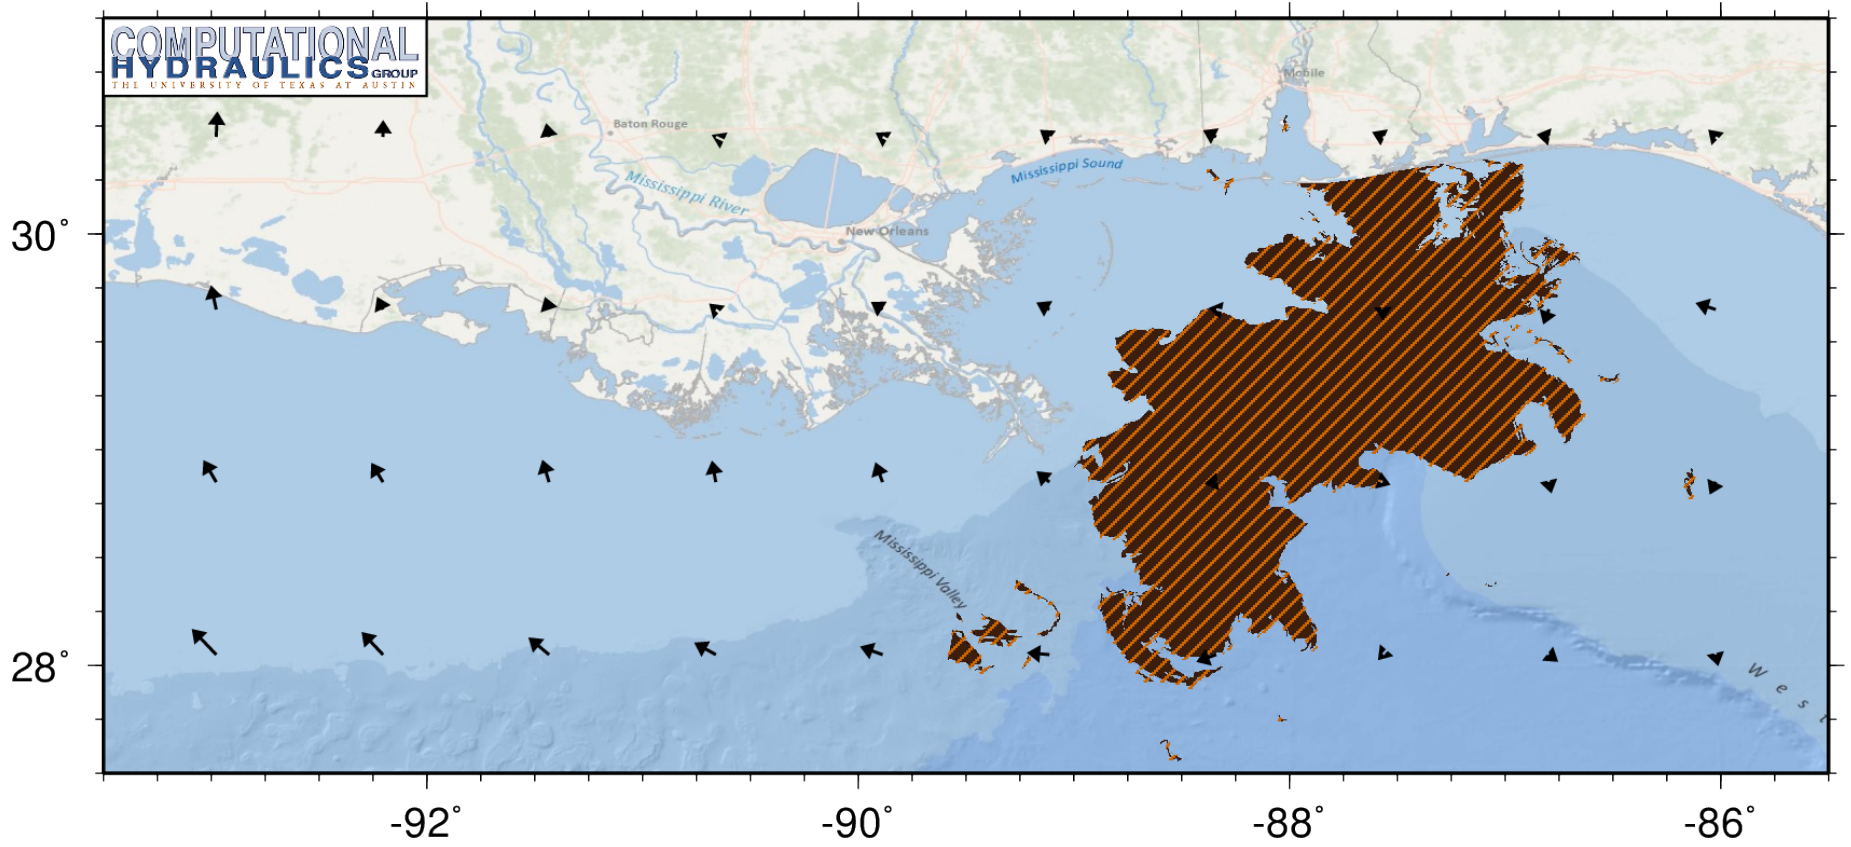 COMPUTATIONAL
HYDRAULICS GROUP
THE UNIVERSITY OF TEXAS AT AUSTIN
Mobile
Baton Rouge
Mississippi Sound
Mississippi River
New Orleans
30°
Mississippi Valley
28°
West
-92°
-90°
-88°
-86°